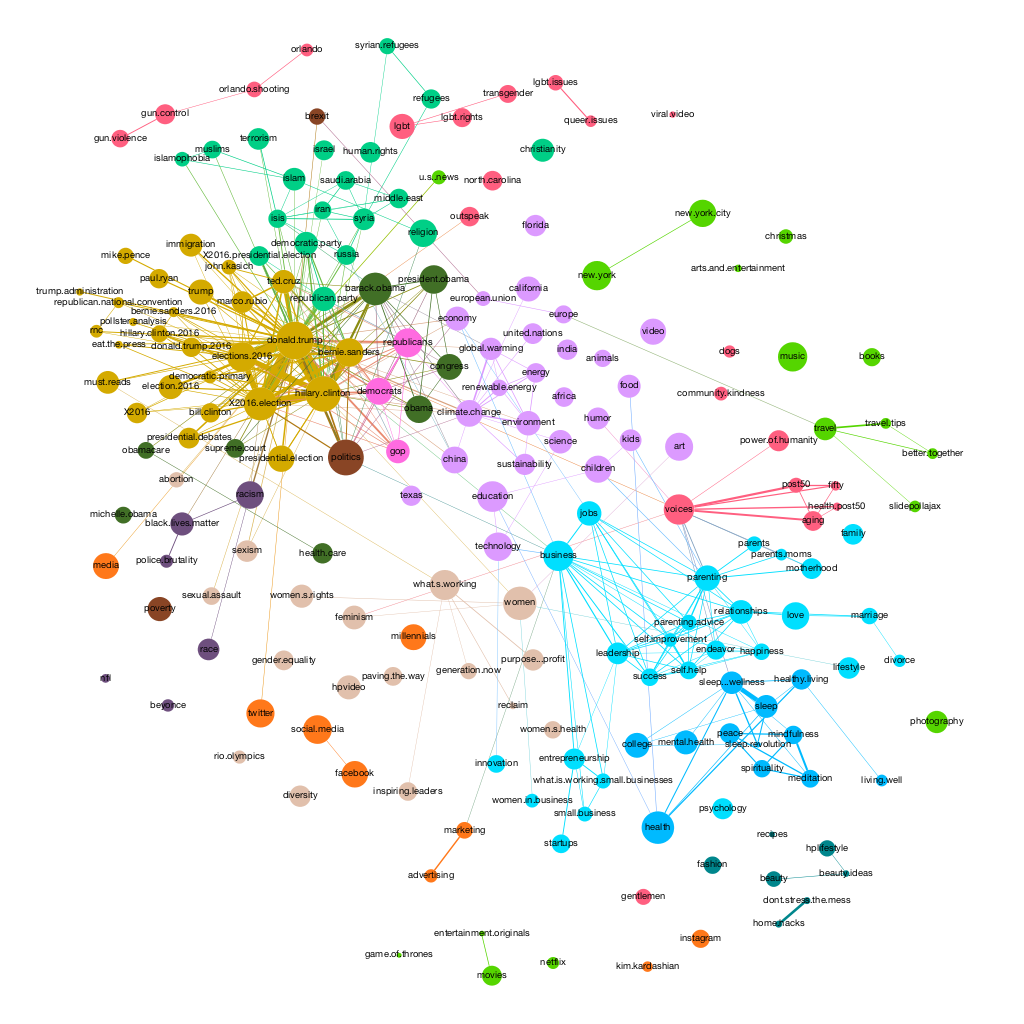 orlando
syrian.refugees
orlando.shooting
lgbt.issues
transgender
refugees
gun.control
viral.video
brexit
lgbt.rights
queer.issues
lgbt
gun.violence
terrorism
muslims
israel
human.rights
christianity
islamophobia
islam
saudi.arabia
u.s..news
north.carolina
middle.east
iran
isis
syria
outspeak
new.york.city
florida
religion
christmas
immigration
democratic.party
mike.pence
X2016.presidential.election
russia
john.kasich
arts.and.entertainment
new.york
paul.ryan
ted.cruz
president.obama
barack.obama
trump.administration
trump
california
republican.national.convention
marco.rubio
republican.party
european.union
bernie.sanders.2016
europe
pollster.analysis
economy
rnc
hillary.clinton.2016
united.nations
video
donald.trump
republicans
eat.the.press
donald.trump.2016
global.warming
india
dogs
bernie.sanders
elections.2016
animals
music
books
congress
energy
democratic.primary
must.reads
election.2016
renewable.energy
food
democrats
hillary.clinton
community.kindness
africa
X2016.election
X2016
bill.clinton
obama
climate.change
humor
environment
travel
travel.tips
presidential.debates
kids
science
power.of.humanity
obamacare
supreme.court
gop
art
better.together
presidential.election
politics
china
sustainability
children
abortion
post50
fifty
racism
texas
education
michelle.obama
jobs
voices
health.post50
slidepollajax
black.lives.matter
aging
family
technology
parents
sexism
health.care
business
parents.moms
police.brutality
media
motherhood
parenting
what.s.working
sexual.assault
women.s.rights
women
poverty
relationships
love
marriage
feminism
parenting.advice
millennials
self.improvement
race
endeavor
happiness
leadership
gender.equality
purpose...profit
divorce
generation.now
self.help
lifestyle
nti
paving.the.way
success
sleep...wellness
healthy.living
hpvideo
beyonce
reclaim
sleep
twitter
photography
social.media
women.s.health
peace
mindfulness
college
mental.health
sleep.revolution
rio.olympics
entrepreneurship
innovation
spirituality
facebook
meditation
living.well
what.is.working.small.businesses
inspiring.leaders
diversity
women.in.business
psychology
small.business
marketing
health
recipes
startups
hplifestyle
fashion
advertising
beauty
beauty.ideas
gentlemen
dont.stress.the.mess
home.hacks
entertainment.originals
instagram
game.of.thrones
netflix
kim.kardashian
movies